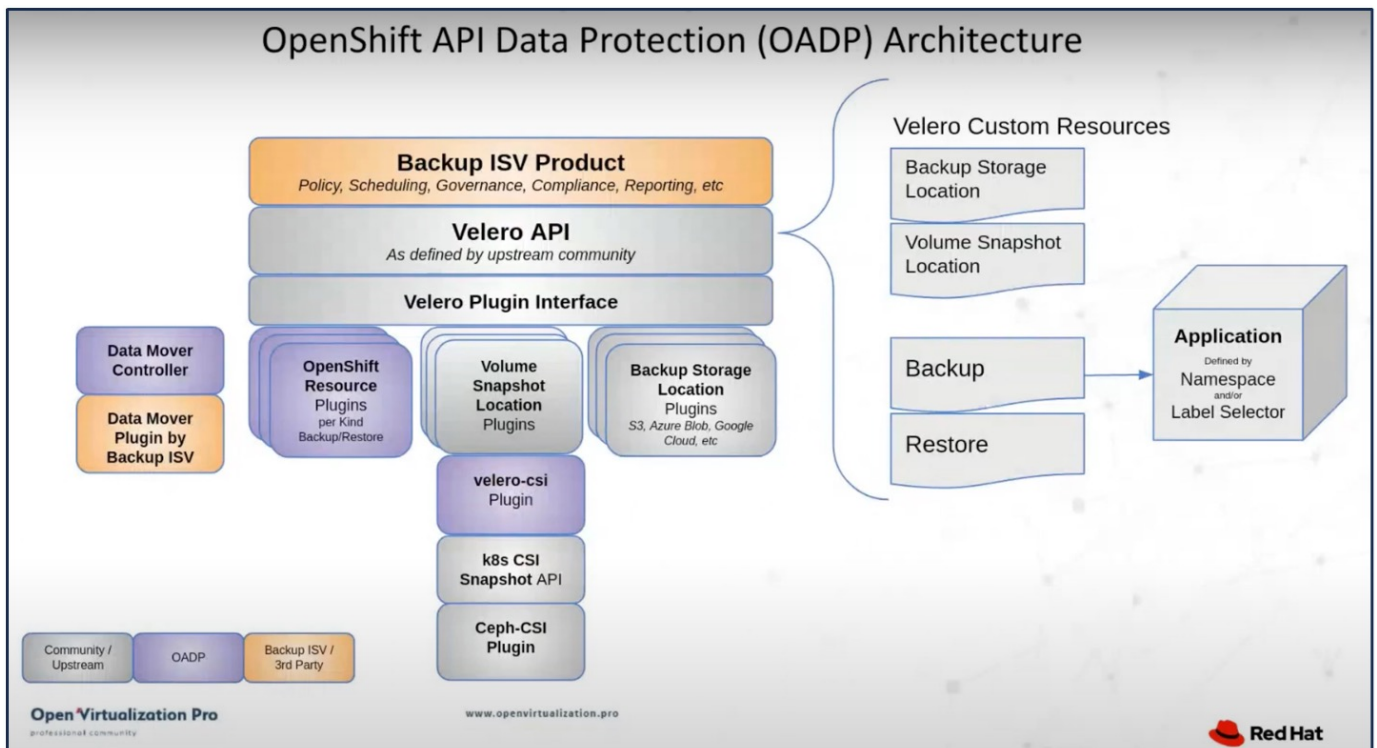 OpenShift API Data Protection (OADP) Architecture
Backup ISV Product
Policy, Scheduling, Governance, Compliance, Reporting, etc
Velero API
As defined by upstream community
Velero Plugin Interface
Data Mover
Controller
Data Mover
Plugin by
Backup ISV
OpenShift
Resource
Plugins
per Kind
Backup/Restore
Volume
Snapshot
Location
Plugins
Backup Storage
Location
Plugins
S3, Azure Blob, Google
Cloud, etc
velero-csi
Plugin
k8s CSI
Snapshot API
Ceph-CSI
Plugin
Velero Custom Resources
Backup Storage
Location
Volume Snapshot
Location
Backup
Restore
Application
Defined by
Namespace
and/or
Label Selector
Community /
Upstream
OADP
Backup ISV /
3rd Party
Open Virtualization Pro
professional community
www.openvirtualization.pro
Red Hat